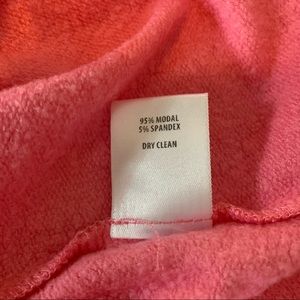 95% MODAL
5% SPANDEX
DRY CLEAN